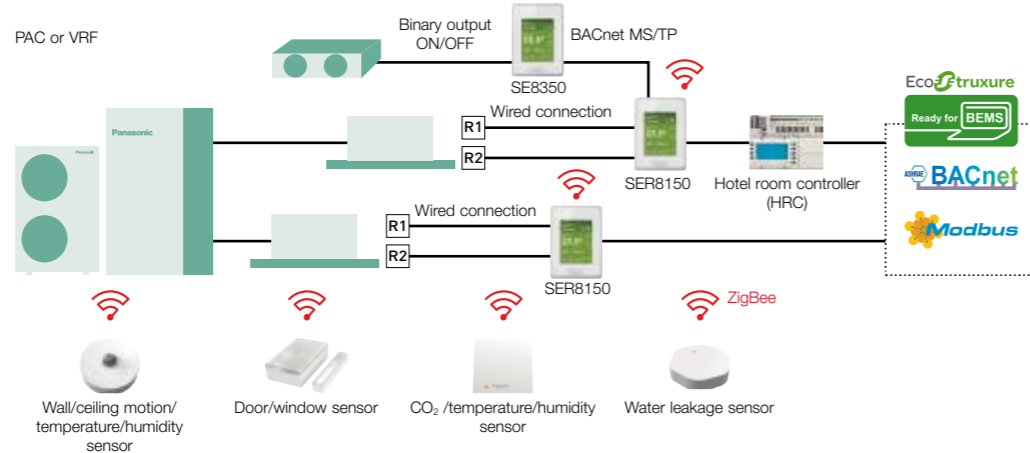 PAC or VRF
Binary output
ON/OFF
BACnet MS/TP
SE8350
EcoStruxure
Ready for BEMS
Panasonic
Panasonic
R1
Wired connection
R2
SER8150
Hotel room controller
(HRC)
ASHRAE BACnet
Modbus
R1
Wired connection
R2
SER8150
ZigBee
Wall/ceiling motion/
temperature/humidity
sensor
Door/window sensor
CO₂ /temperature/humidity
sensor
Water leakage sensor